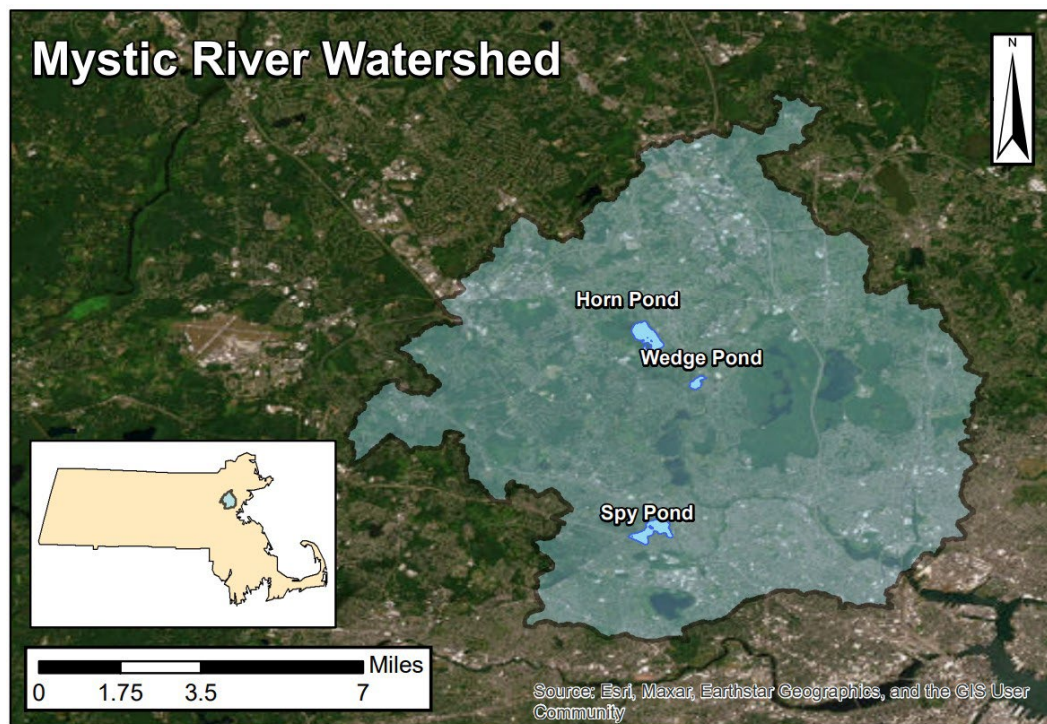 Mystic River Watershed
N
Horn Pond
Wedge Pond
Spy Pond
Miles
0 1.75 3.5 7
Source: Esri, Maxar, Earthstar Geographics, and the GIS User
Community